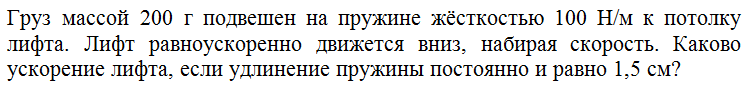 Груз массой 200 г подвешен на пружине жёсткостью 100 Н/м к потолку
лифта. Лифт равноускоренно движется вниз, набирая скорость. Каково
ускорение лифта, если удлинение пружины постоянно и равно 1,5 см?